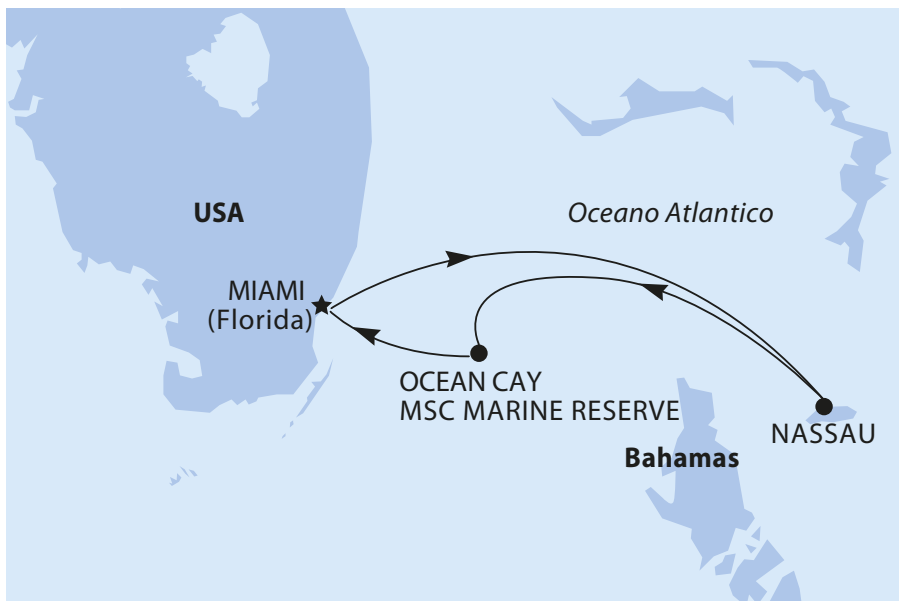 USA
Oceano Atlantico
MIAMI
(Florida)
OCEAN CAY
MSC MARINE RESERVE
NASSAU
Bahamas